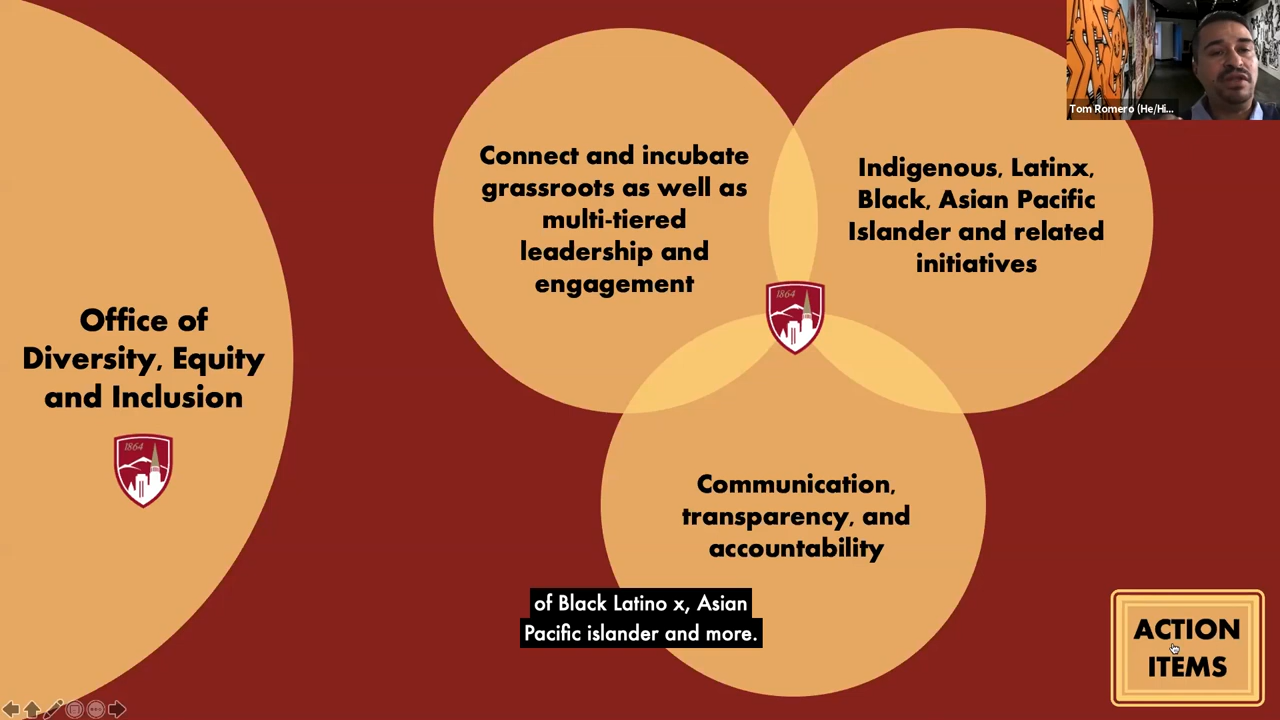 Tom Romero (He/Hi...
Connect and incubate
grassroots as well as
multi-tiered
leadership and
engagement
Indigenous, Latinx,
Black, Asian Pacific
Islander and related
initiatives
1864
Office of
Diversity, Equity
and Inclusion
1864
Communication,
transparency, and
accountability
of Black Latino x, Asian
Pacific islander and more.
ACTION
ITEMS